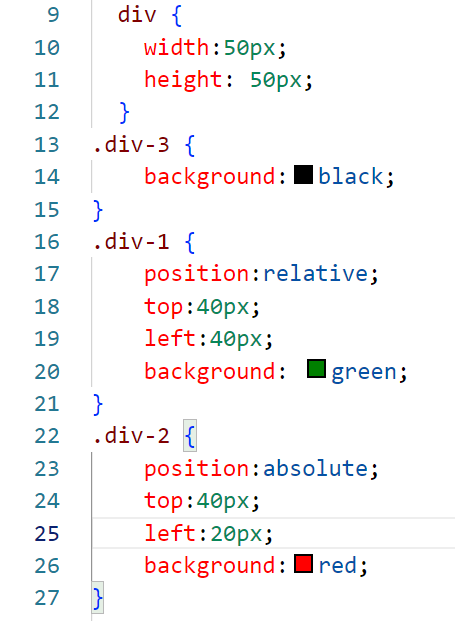 9 div {
10 width:50px;
11 height: 50px;
12 }
13 .div-3 {
14 background: black;
15 }
16 .div-1 {
17 position:relative;
18 top:40px;
19 left:40px;
20 background: green;
21 }
22 .div-2 {
23 position:absolute;
24 top:40px;
25 left:20px;
26 background: red;
27 }